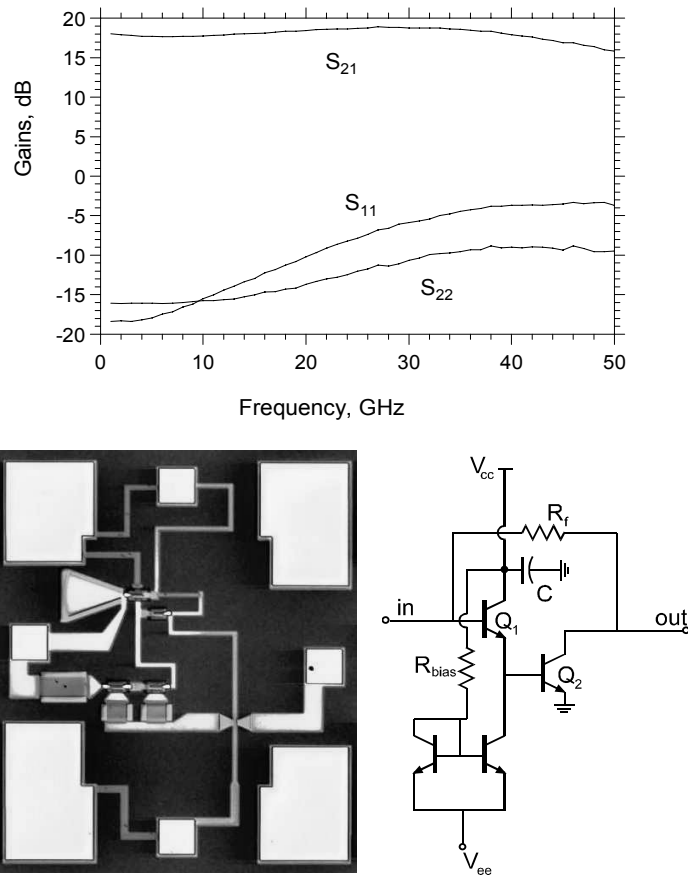 20
15
10
5
0
-5
-10
-15
-20
Gains, dB
S21
S11
S22
0 10 20 30 40 50
Frequency, GHz
Vcc
Rf
C
in
Q1
out
Rbias
Q2
Vee